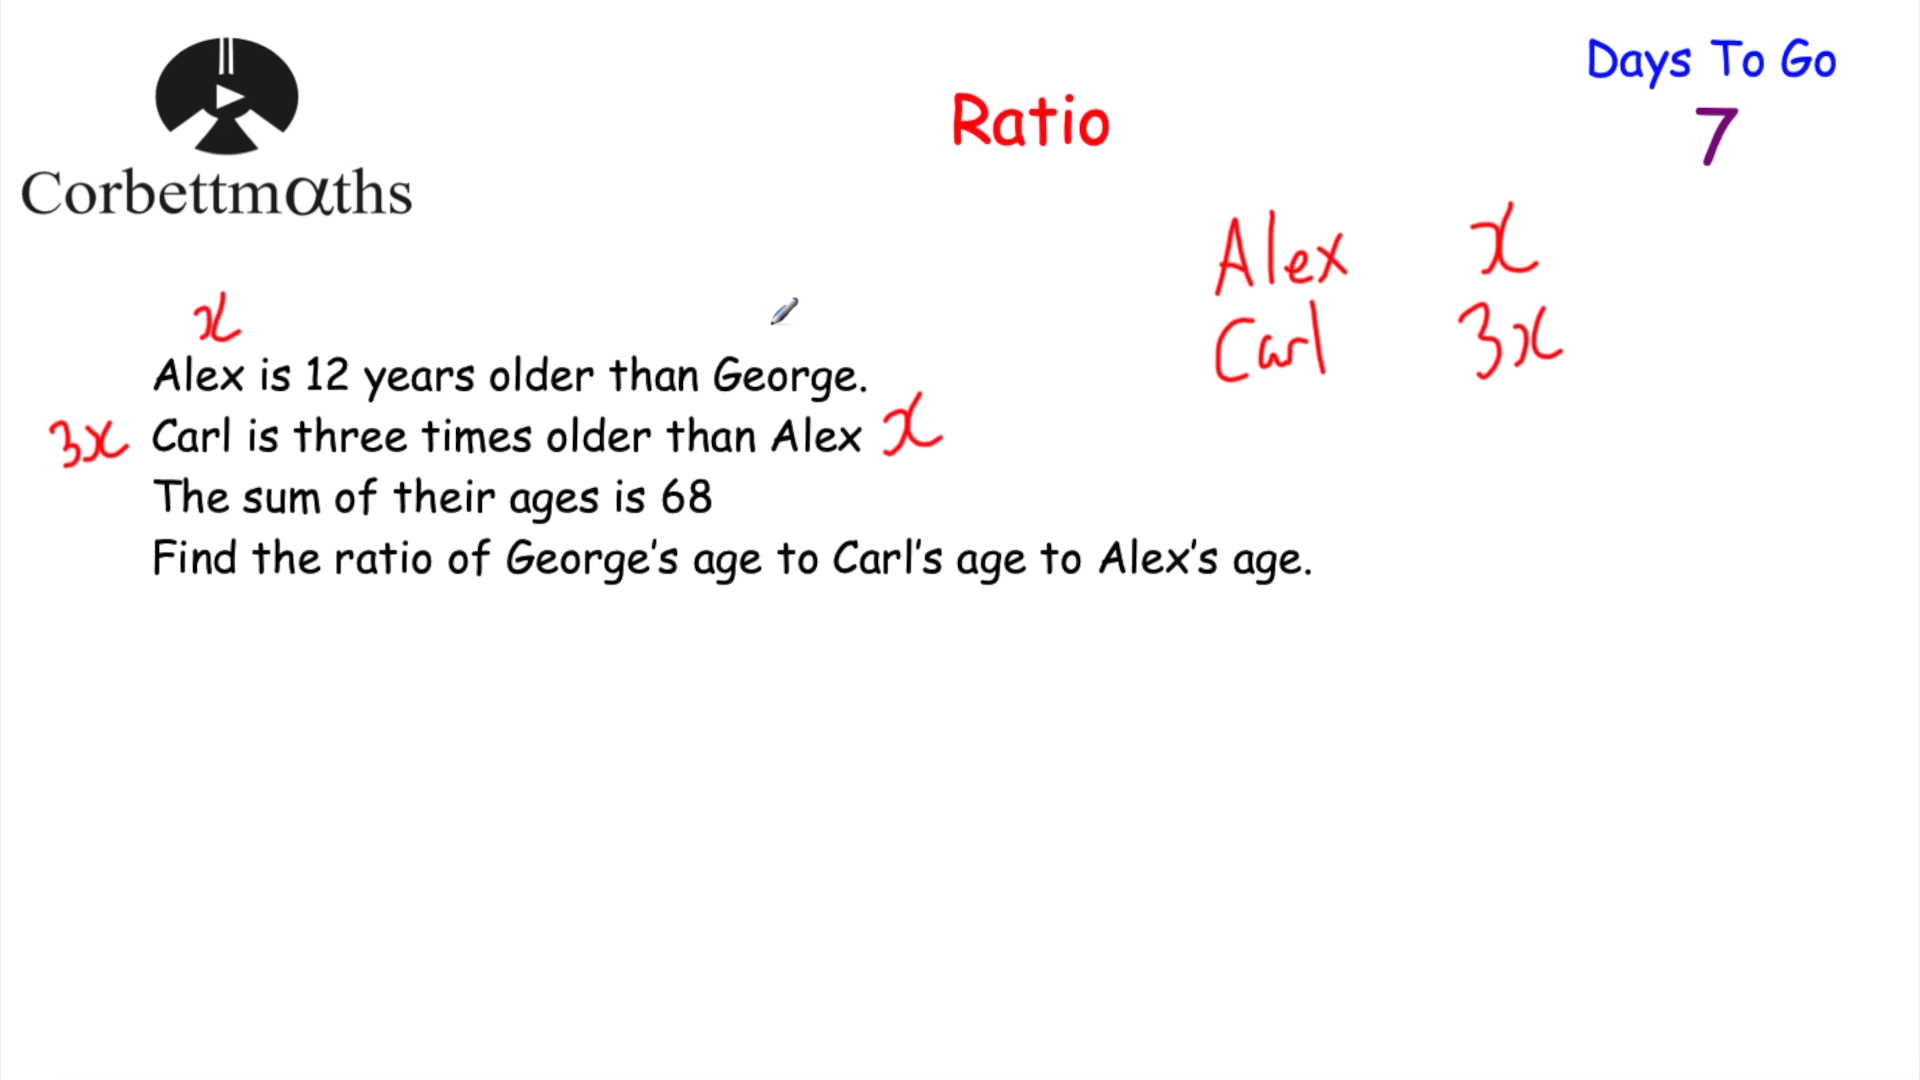 Days To Go
7
Ratio
Corbettmαths
Alex x
Carl 3x
x
Alex is 12 years older than George.
3x Carl is three times older than Alex x
The sum of their ages is 68
Find the ratio of George's age to Carl's age to Alex's age.